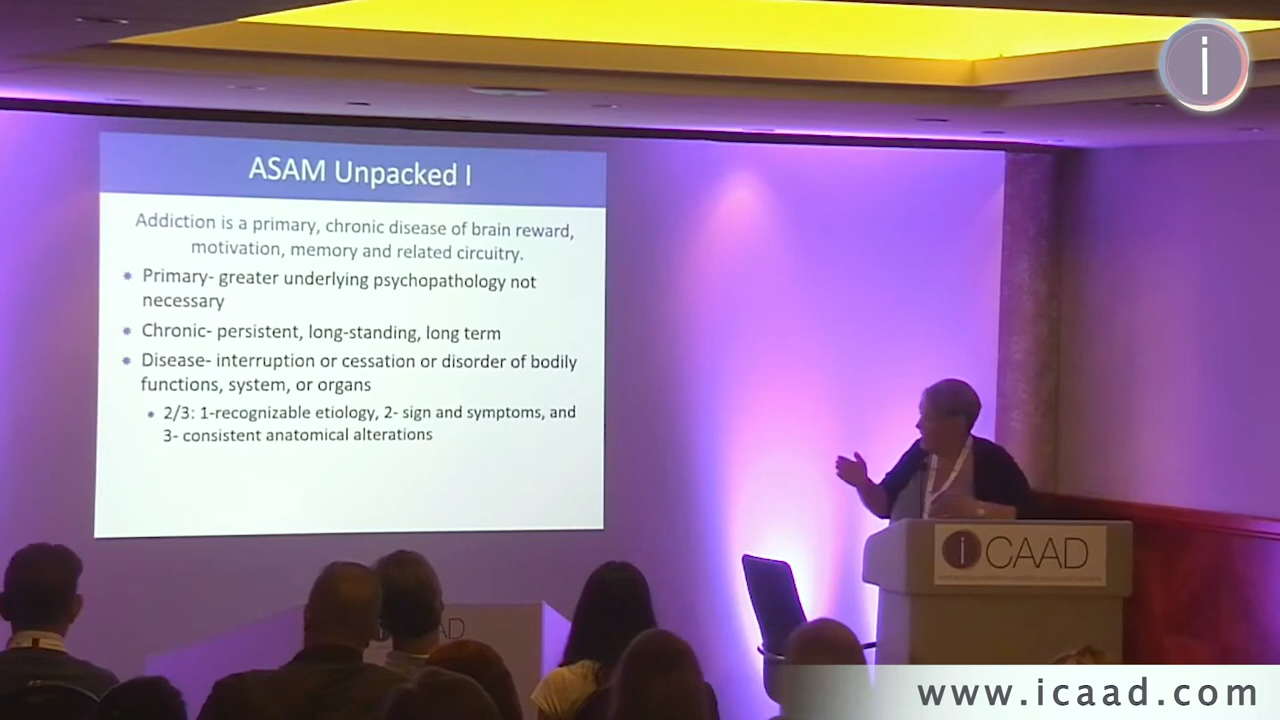 i
ASAM Unpacked I
Addiction is a primary, chronic disease of brain reward,
motivation, memory and related circuitry.
Primary- greater underlying psychopathology not
necessary
Chronic- persistent, long-standing, long term
Disease- interruption or cessation or disorder of bodily
functions, system, or organs
2/3: 1-recognizable etiology, 2- sign and symptoms, and
3- consistent anatomical alterations
i CAAD
AD
www.icaad.com